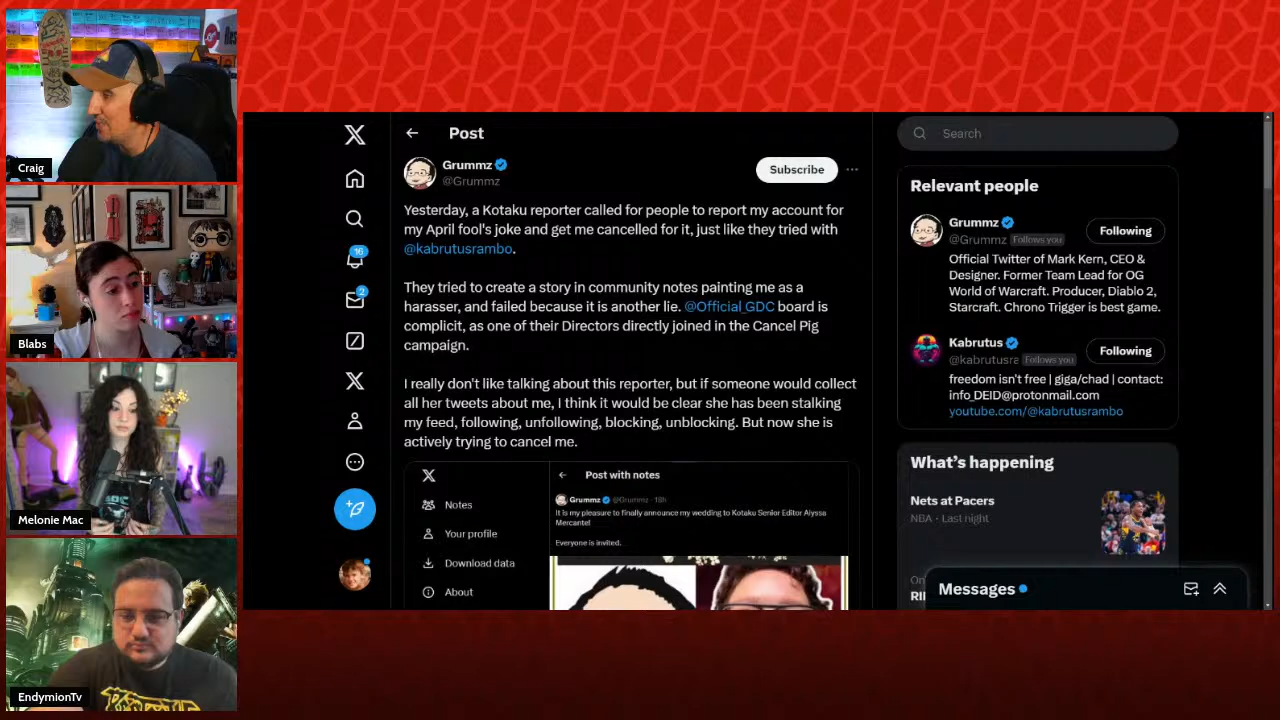 Craig
Blabs
Melonie Mac
EndymionTv
Post
Grummz
@Grummz
Subscribe
Yesterday, a Kotaku reporter called for people to report my account for
my April fool's joke and get me cancelled for it, just like they tried with
@kabrutusrambo.
They tried to create a story in community notes painting me as a
harasser, and failed because it is another lie. @Official_GDC board is
complicit, as one of their Directors directly joined in the Cancel Pig
campaign.
I really don't like talking about this reporter, but if someone would collect
all her tweets about me, I think it would be clear she has been stalking
my feed, following, unfollowing, blocking, unblocking. But now she is
actively trying to cancel me.
16
2
Notes
Your profile
Download data
About
Post with notes
Grummz @Grummz · 18h
It is my pleasure to finally announce my wedding to Kotaku Senior Editor Alyssa
Mercante!
Everyone is invited.
Search
Relevant people
Grummz
@Grummz Follows you
Following
Official Twitter of Mark Kern, CEO &
Designer. Former Team Lead for OG
World of Warcraft. Producer, Diablo 2,
Starcraft. Chrono Trigger is best game.
Kabrutus
@kabrutusra Follows you
Following
freedom isn't free | giga/chad | contact:
info_DEID@protonmail.com
youtube.com/@kabrutusrambo
What's happening
Nets at Pacers
NBA · Last night
Messages